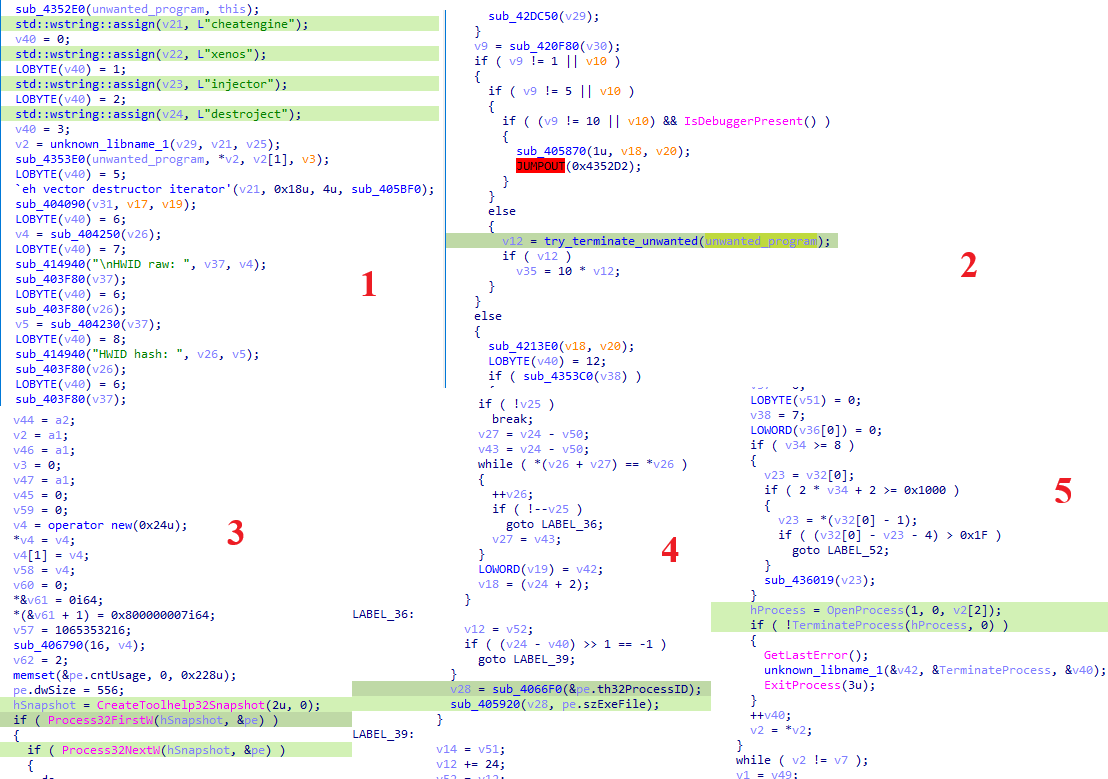 sub_4352E0(unwanted_program, this);
std::wstring::assign(v21, L"cheatengine");
v40 = 0;
std::wstring::assign(v22, L"xenos");
LOBYTE(v40) = 1;
std::wstring::assign(v23, L"injector");
LOBYTE(v40) = 2;
std::wstring::assign(v24, L"destroject");
v40 = 3;
v2 = unknown_libname_1(v29, v21, v25);
sub_4353E0(unwanted_program, *v2, v2[1], v3);
LOBYTE(v40) = 5;
`eh vector destructor iterator'(v21, 0x18u, 4u, sub_405BF0);
sub_404090(v31, v17, v19);
LOBYTE(v40) = 6;
v4 = sub_404250(v26);
LOBYTE(v40) = 7;
sub_414940("\nHWID raw: ", v37, v4);
sub_403F80(v37);
LOBYTE(v40) = 6;
sub_403F80(v26);
v5 = sub_404230(v37);
LOBYTE(v40) = 8;
sub_414940("HWID hash: ", v26, v5);
sub_403F80(v26);
LOBYTE(v40) = 6;
sub_403F80(v37);
1
sub_42DC50(v29);
}
v9 = sub_420F80(v30);
if ( v9 != 1 || v10 )
{
if ( v9 != 5 || v10 )
{
if ( (v9 != 10 || v10) && IsDebuggerPresent() )
{
sub_405870(1u, v18, v20);
JUMPOUT(0x4352D2);
}
}
else
{
v12 = try_terminate_unwanted(unwanted_program);
if ( v12 )
v35 = 10 * v12;
}
}
else
{
sub_4213E0(v18, v20);
LOBYTE(v40) = 12;
if ( sub_4353C0(v38) )
2
v44 = a2;
v2 = a1;
v46 = a1;
v3 = 0;
v47 = a1;
v45 = 0;
v59 = 0;
v4 = operator new(0x24u);
*v4 = v4;
v4[1] = v4;
v58 = v4;
v60 = 0;
*&v61 = 0i64;
*(&v61 + 1) = 0x800000007i64;
v57 = 1065353216;
sub_406790(16, v4);
v62 = 2;
memset(&pe.cntUsage, 0, 0x228u);
pe.dwSize = 556;
hSnapshot = CreateToolhelp32Snapshot(2u, 0);
if ( Process32FirstW(hSnapshot, &pe) )
{
if ( Process32NextW(hSnapshot, &pe) )
{
3
if ( !v25 )
break;
v27 = v24 - v50;
v43 = v24 - v50;
while ( *(v26 + v27) == *v26 )
{
++v26;
if ( !--v25 )
goto LABEL_36;
v27 = v43;
}
LOWORD(v19) = v42;
v18 = (v24 + 2);
}
LABEL_36:
v12 = v52;
if ( (v24 - v40) >> 1 == -1 )
goto LABEL_39;
}
v28 = sub_4066F0(&pe.th32ProcessID);
sub_405920(v28, pe.szExeFile);
}
LABEL_39:
v14 = v51;
v12 += 24;
4
LOBYTE(v51) = 0;
v38 = 7;
LOWORD(v36[0]) = 0;
if ( v34 >= 8 )
{
v23 = v32[0];
if ( 2 * v34 + 2 >= 0x1000 )
{
v23 = *(v32[0] - 1);
if ( (v32[0] - v23 - 4) > 0x1F )
goto LABEL_52;
}
sub_436019(v23);
}
hProcess = OpenProcess(1, 0, v2[2]);
if ( !TerminateProcess(hProcess, 0) )
{
GetLastError();
unknown_libname_1(&v42, &TerminateProcess, &v40);
ExitProcess(3u);
}
++v40;
v2 = *v2;
}
while ( v2 != v7 );
v1 = v49;
5